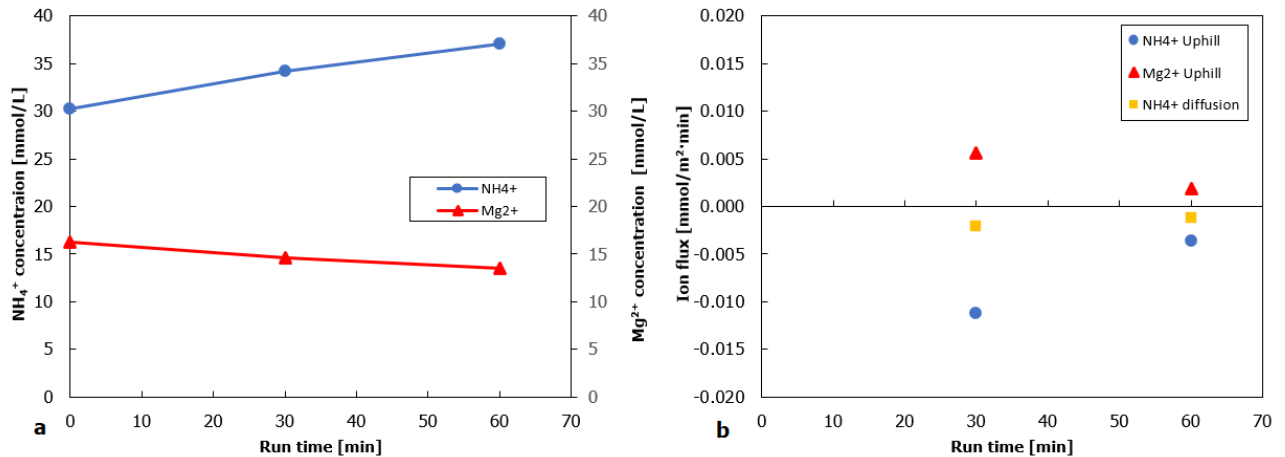 40
35
30
25
20
15
10
5
0
NH₄⁺ concentration [mmol/L]
0 10 20 30 40 50 60 70
Run time [min]
a
NH4+
Mg2+
40
35
30
25
20
15
10
5
0
Mg²⁺ concentration [mmol/L]
0.020
0.015
0.010
0.005
0.000
-0.005
-0.010
-0.015
-0.020
Ion flux [mmol/m²·min]
NH4+ Uphill
Mg2+ Uphill
NH4+ diffusion
0 10 20 30 40 50 60 70
b
Run time [min]